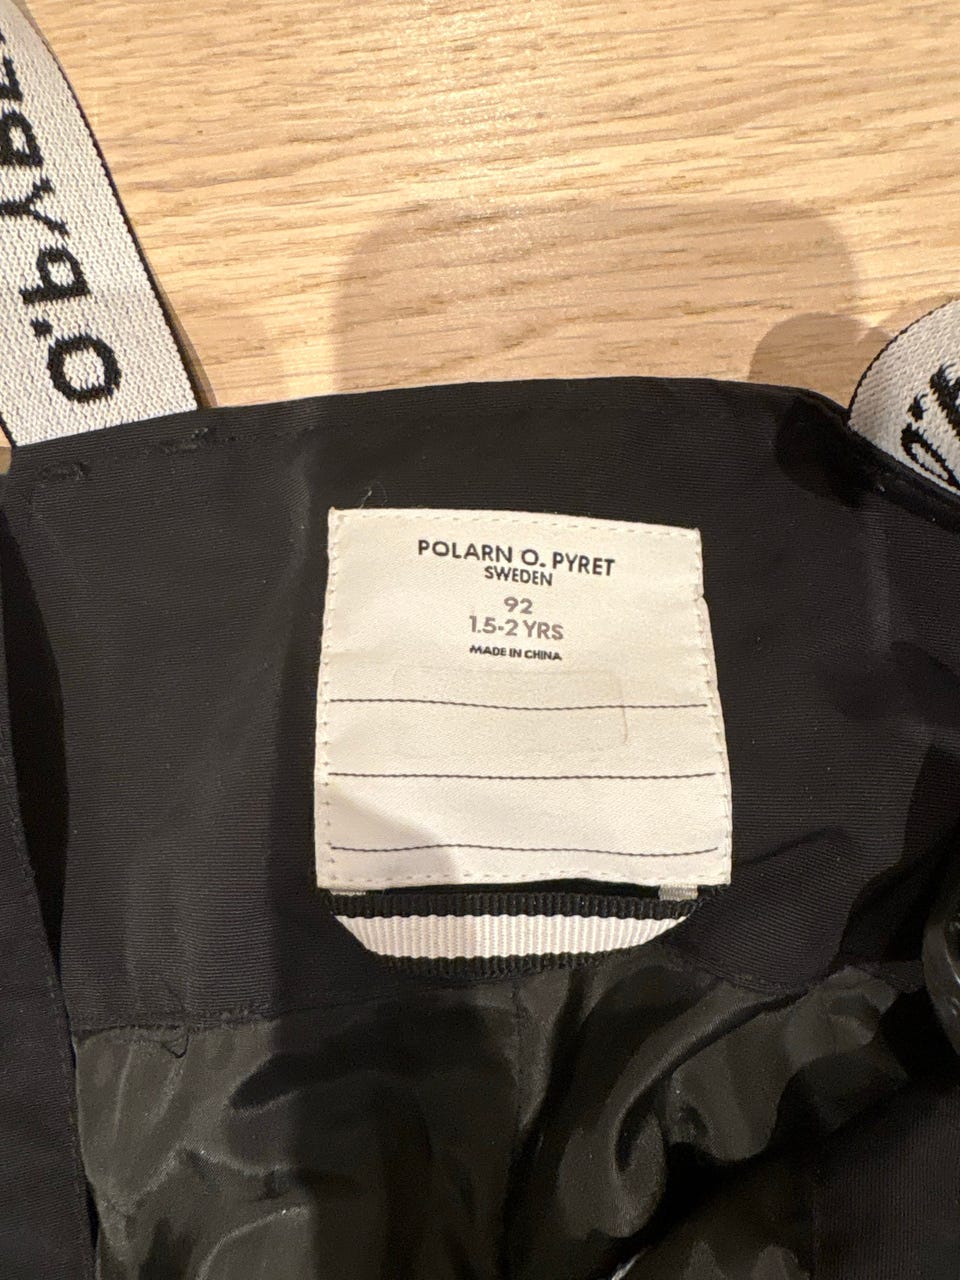 POLARN O. PYRET
SWEDEN
92
1.5-2 YRS
MADE IN CHINA